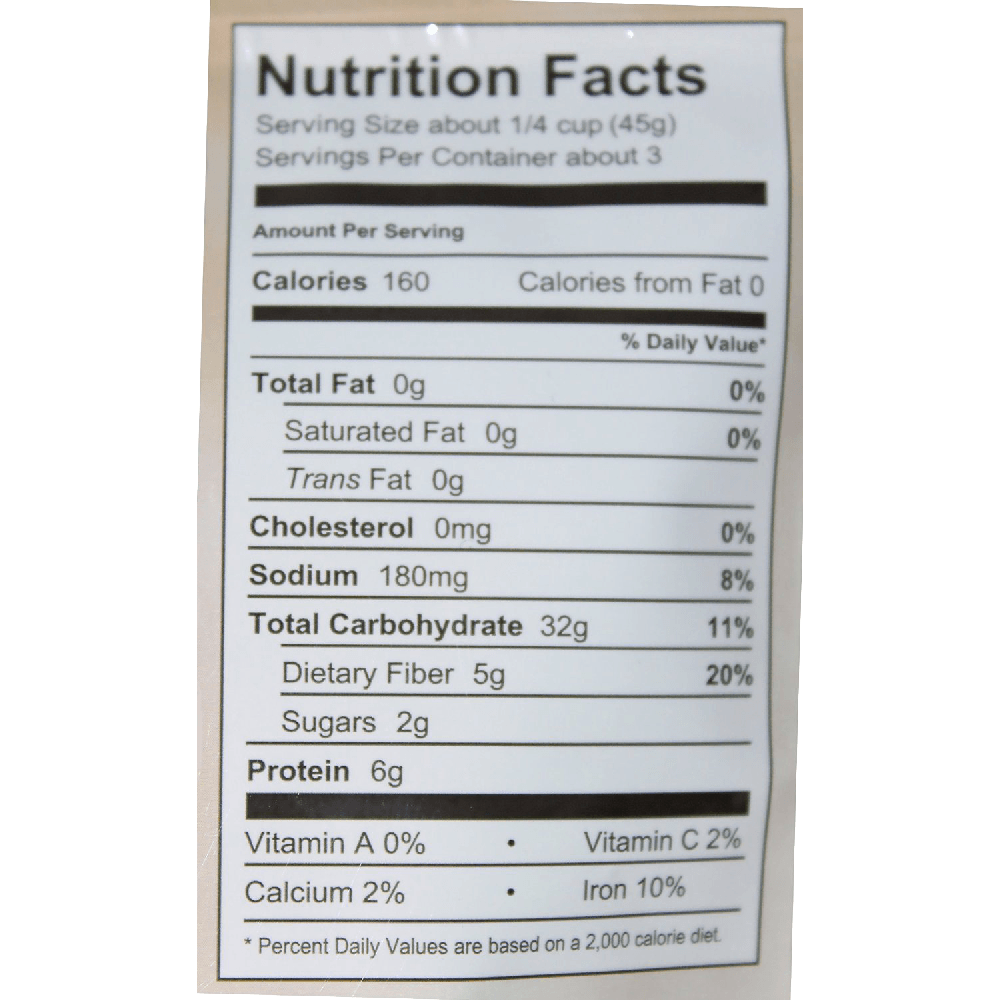 Nutrition Facts
Serving Size about 1/4 cup (45g)
Servings Per Container about 3
Amount Per Serving
Calories 160 Calories from Fat 0
% Daily Value*
Total Fat 0g 0%
Saturated Fat 0g 0%
Trans Fat 0g
Cholesterol 0mg 0%
Sodium 180mg 8%
Total Carbohydrate 32g 11%
Dietary Fiber 5g 20%
Sugars 2g
Protein 6g
Vitamin A 0% • Vitamin C 2%
Calcium 2% • Iron 10%
* Percent Daily Values are based on a 2,000 calorie diet.